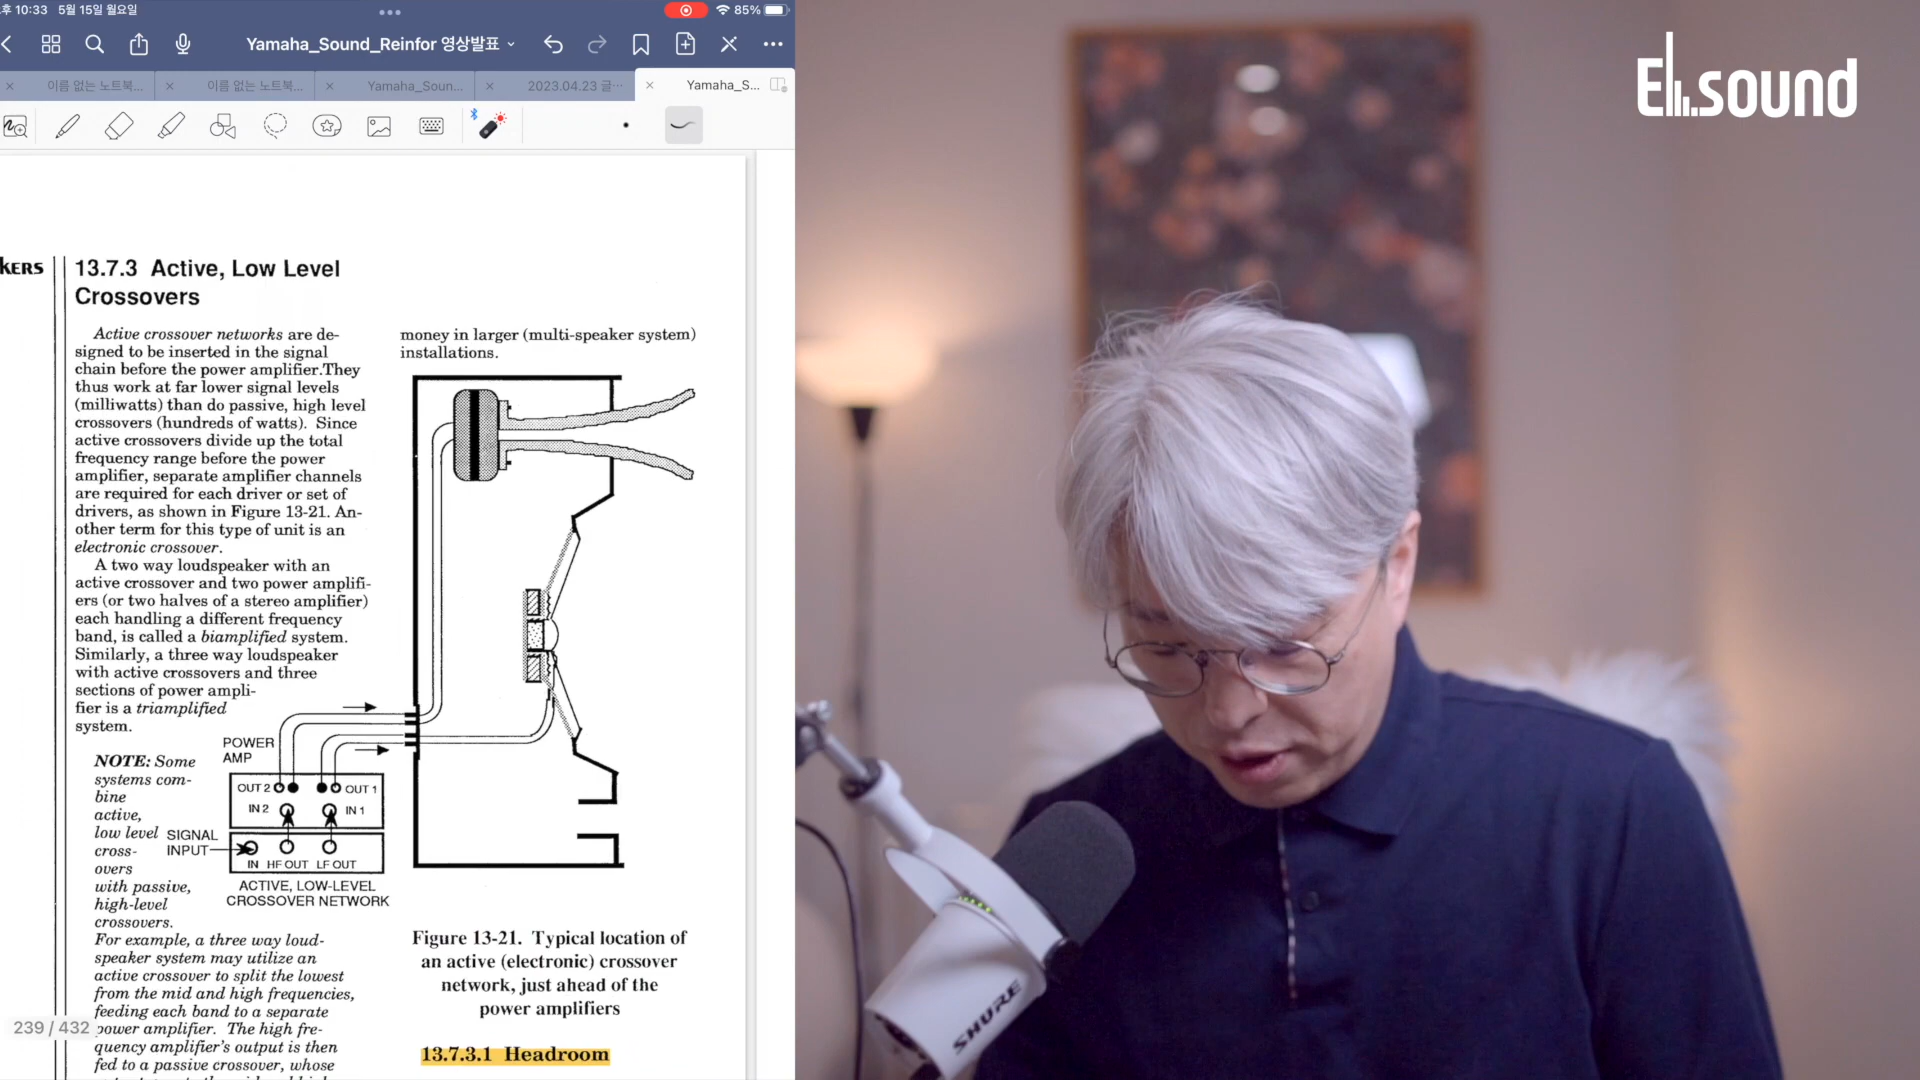 후 10:33 5월 15일 월요일
85%
Yamaha_Sound_Reinfor 영상발표
이름 없는 노트북...
이름 없는 노트북...
Yamaha_Soun...
2023.04.23 글...
Yamaha_S...
KERS
13.7.3 Active, Low Level
Crossovers
Active crossover networks are de-
signed to be inserted in the signal
chain before the power amplifier.They
thus work at far lower signal levels
(milliwatts) than do passive, high level
crossovers (hundreds of watts). Since
active crossovers divide up the total
frequency range before the power
amplifier, separate amplifier channels
are required for each driver or set of
drivers, as shown in Figure 13-21. An-
other term for this type of unit is an
electronic crossover.
A two way loudspeaker with an
active crossover and two power amplifi-
ers (or two halves of a stereo amplifier)
each handling a different frequency
band, is called a biamplified system.
Similarly, a three way loudspeaker
with active crossovers and three
sections of power ampli-
fier is a triamplified
system.
NOTE: Some
systems com-
bine
active,
low level
cross-
overs
with passive,
high-level
crossovers.
For example, a three way loud-
speaker system may utilize an
active crossover to split the lowest
from the mid and high frequencies,
feeding each band to a separate
power amplifier. The high fre-
quency amplifier's output is then
fed to a passive crossover, whose
239 / 432
POWER
AMP
OUT 2
OUT 1
IN 2
IN 1
SIGNAL
INPUT
IN HF OUT LF OUT
ACTIVE, LOW-LEVEL
CROSSOVER NETWORK
money in larger (multi-speaker system)
installations.
Figure 13-21. Typical location of
an active (electronic) crossover
network, just ahead of the
power amplifiers
13.7.3.1 Headroom
El.sound
SHURE